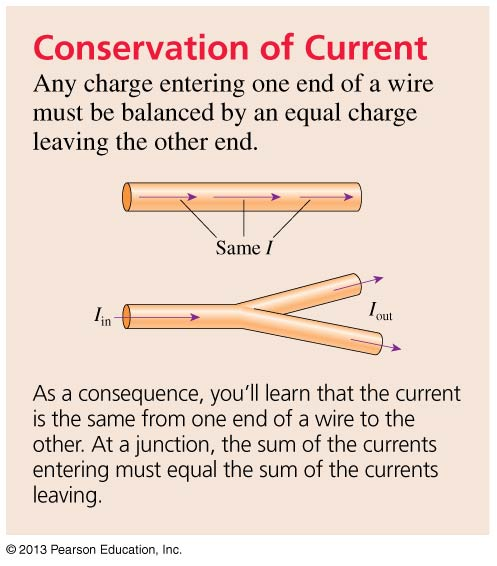 Conservation of Current
Any charge entering one end of a wire
must be balanced by an equal charge
leaving the other end.
Same I
Iin
Iout
As a consequence, you'll learn that the current
is the same from one end of a wire to the
other. At a junction, the sum of the currents
entering must equal the sum of the currents
leaving.
© 2013 Pearson Education, Inc.